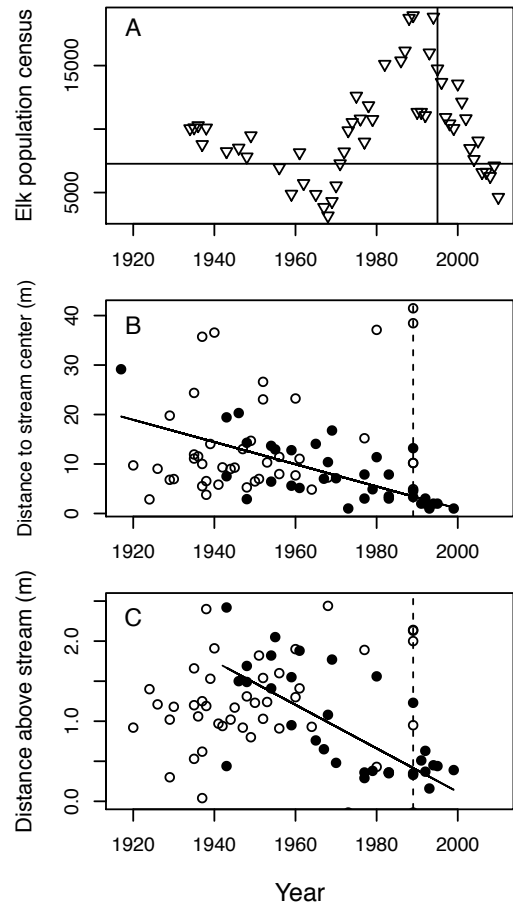 A
Elk population census
15000
5000
1920 1940 1960 1980 2000
B
Distance to stream center (m)
40
30
20
10
0
1920 1940 1960 1980 2000
C
Distance above stream (m)
2.0
1.0
0.0
1920 1940 1960 1980 2000
Year